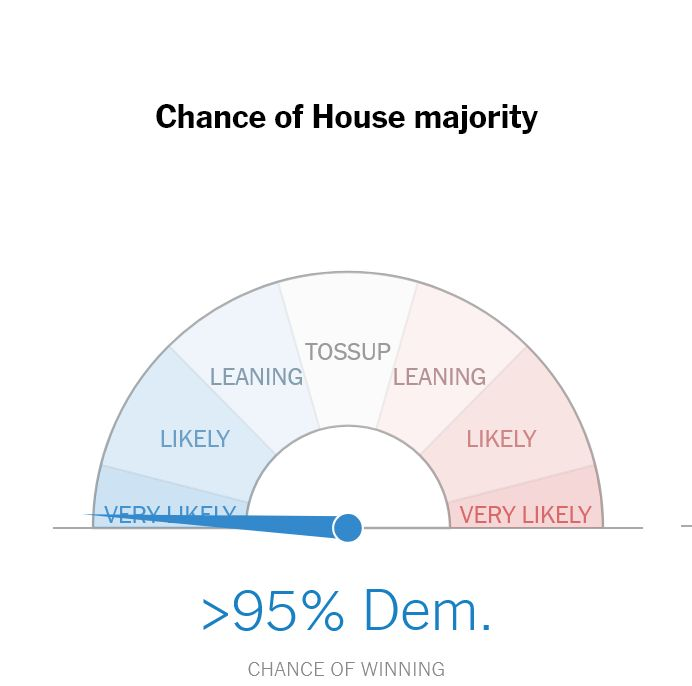 Chance of House majority
TOSSUP
LEANING
LEANING
LIKELY
LIKELY
VERY LIKELY
VERY LIKELY
>95% Dem.
CHANCE OF WINNING